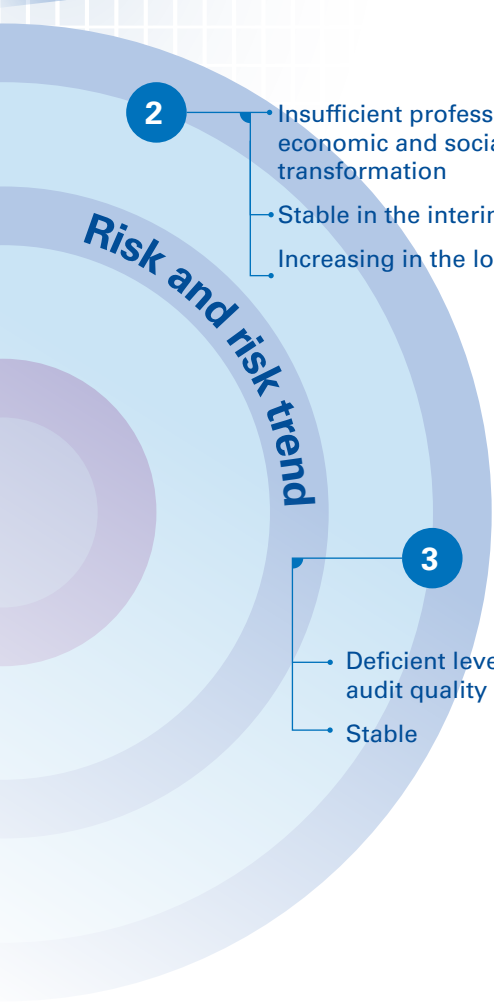 2
Insufficient profess
economic and socia
transformation
Stable in the interim
Increasing in the lo
Risk and risk trend
3
Deficient leve
audit quality
Stable